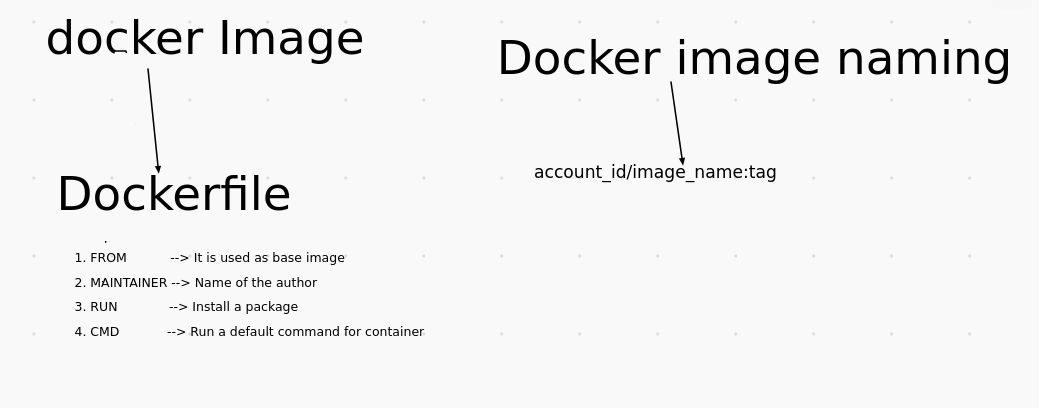 docker Image
Dockerfile
1. FROM --> It is used as base image
2. MAINTAINER --> Name of the author
3. RUN --> Install a package
4. CMD --> Run a default command for container
Docker image naming
account_id/image_name:tag